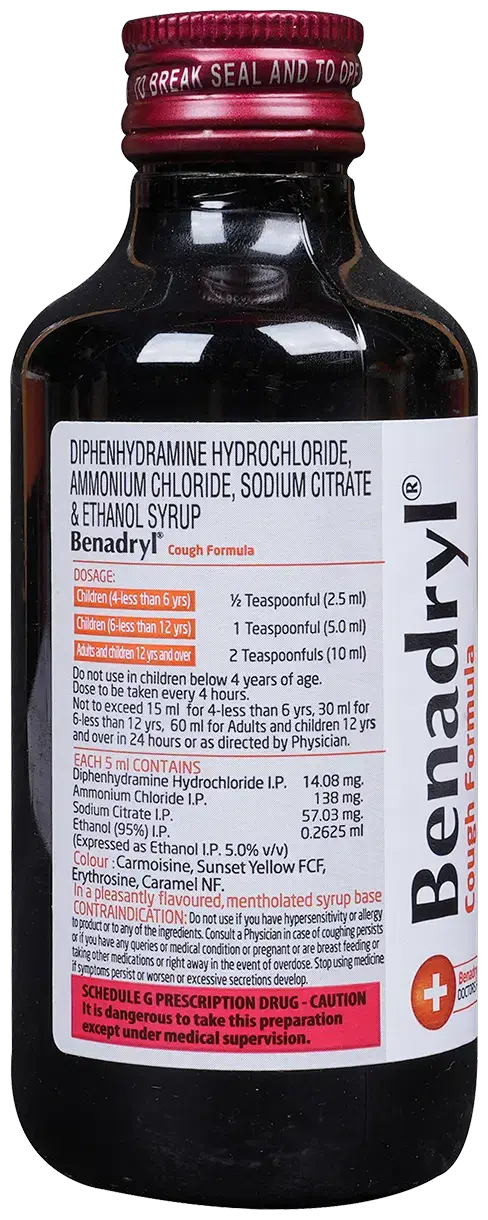 TO BREAK SEAL AND TO OPE
DIPHENHYDRAMINE HYDROCHLORIDE,
AMMONIUM CHLORIDE, SODIUM CITRATE
& ETHANOL SYRUP
Benadryl® Cough Formula
DOSAGE:
Children (4-less than 6 yrs) ½ Teaspoonful (2.5 ml)
Children (6-less than 12 yrs) 1 Teaspoonful (5.0 ml)
Adults and children 12 yrs and over 2 Teaspoonfuls (10 ml)
Do not use in children below 4 years of age.
Dose to be taken every 4 hours.
Not to exceed 15 ml for 4-less than 6 yrs, 30 ml for
6-less than 12 yrs, 60 ml for Adults and children 12 yrs
and over in 24 hours or as directed by Physician.
EACH 5 ml CONTAINS
Diphenhydramine Hydrochloride I.P. 14.08 mg.
Ammonium Chloride I.P. 138 mg.
Sodium Citrate I.P. 57.03 mg.
Ethanol (95%) I.P. 0.2625 ml
(Expressed as Ethanol I.P. 5.0% v/v)
Colour : Carmoisine, Sunset Yellow FCF,
Erythrosine, Caramel NF.
In a pleasantly flavoured, mentholated syrup base
CONTRAINDICATION: Do not use if you have hypersensitivity or allergy
to product or to any of the ingredients. Consult a Physician in case of coughing persists
or if you have any queries or medical condition or pregnant or are breast feeding or
taking other medications or right away in the event of overdose. Stop using medicine
if symptoms persist or worsen or excessive secretions develop.
SCHEDULE G PRESCRIPTION DRUG - CAUTION
It is dangerous to take this preparation
except under medical supervision.
Benadryl®
Cough Formula
Benadry
DOCTORS